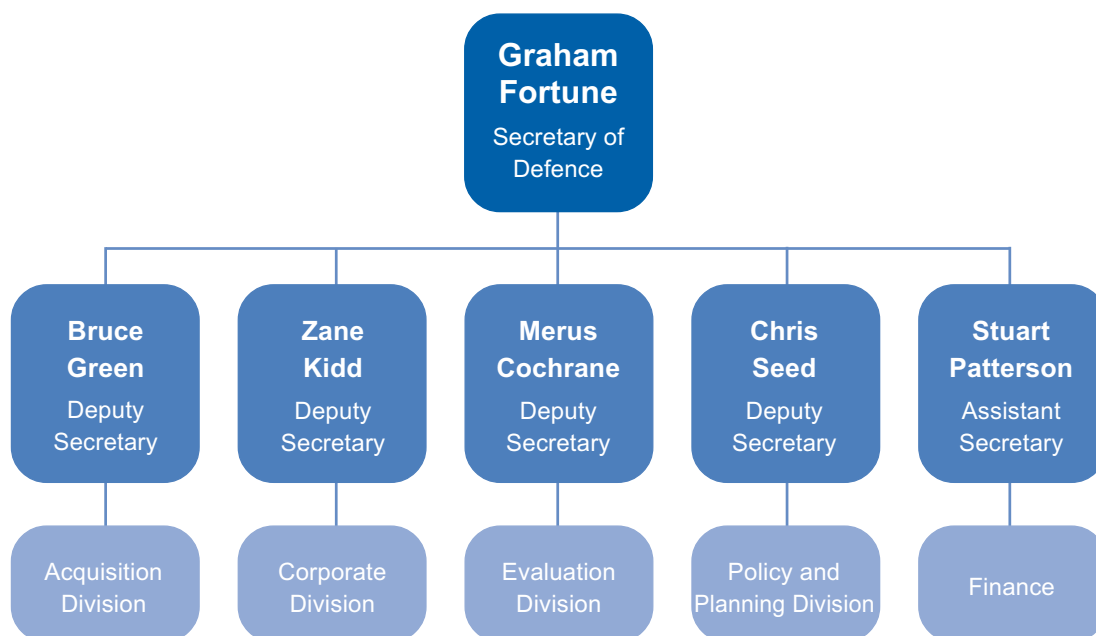 Graham
Fortune
Secretary of
Defence
Bruce
Green
Deputy
Secretary
Zane
Kidd
Deputy
Secretary
Merus
Cochrane
Deputy
Secretary
Chris
Seed
Deputy
Secretary
Stuart
Patterson
Assistant
Secretary
Acquisition
Division
Corporate
Division
Evaluation
Division
Policy and
Planning Division
Finance